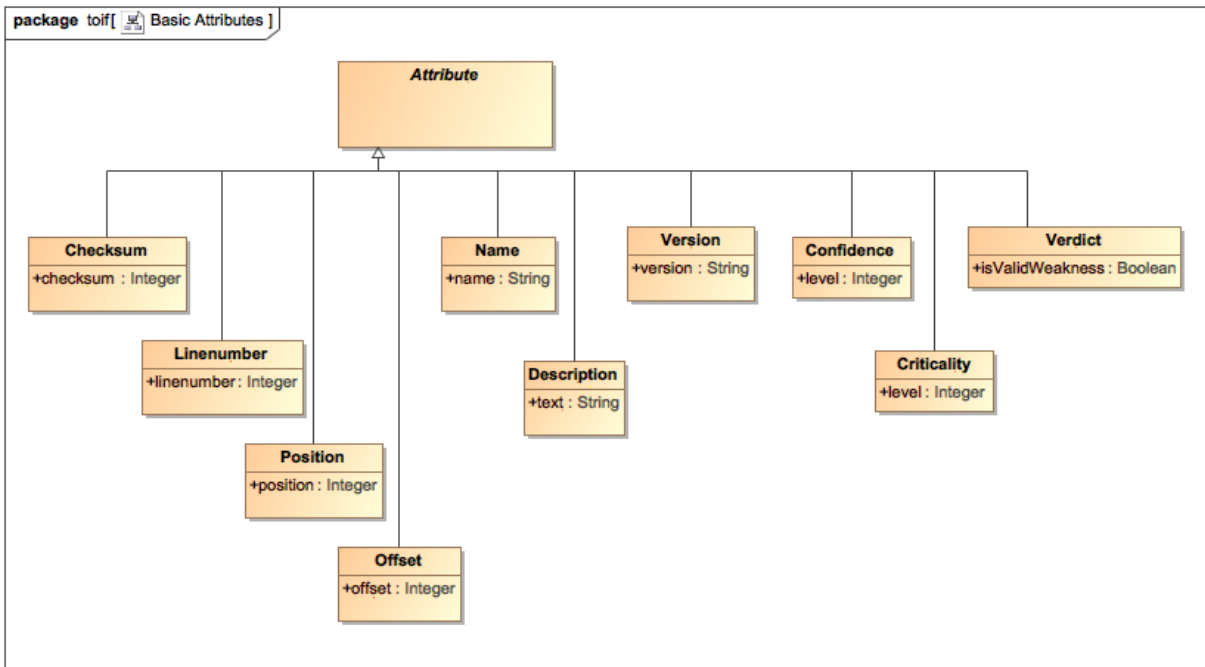 package toif[ Basic Attributes ]
Attribute
Checksum
+checksum : Integer
Linenumber
+linenumber : Integer
Position
+position : Integer
Offset
+offset : Integer
Name
+name : String
Description
+text : String
Version
+version : String
Confidence
+level : Integer
Criticality
+level : Integer
Verdict
+isValidWeakness : Boolean